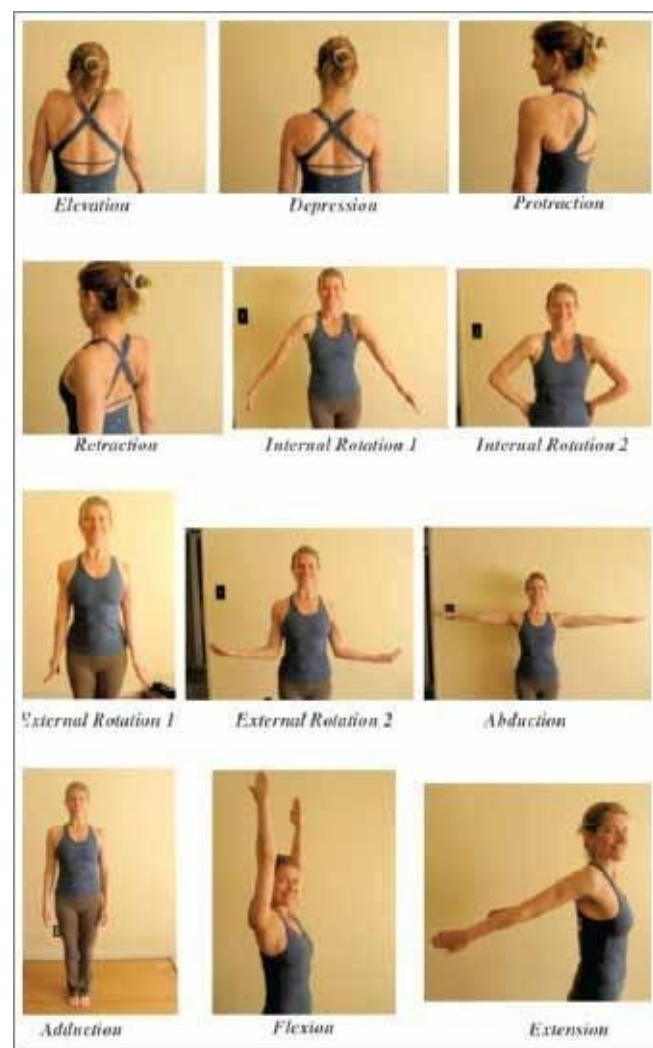 Elevation
Depression
Protraction
Retraction
Internal Rotation 1
Internal Rotation 2
External Rotation 1
External Rotation 2
Abduction
Adduction
Flexion
Extension